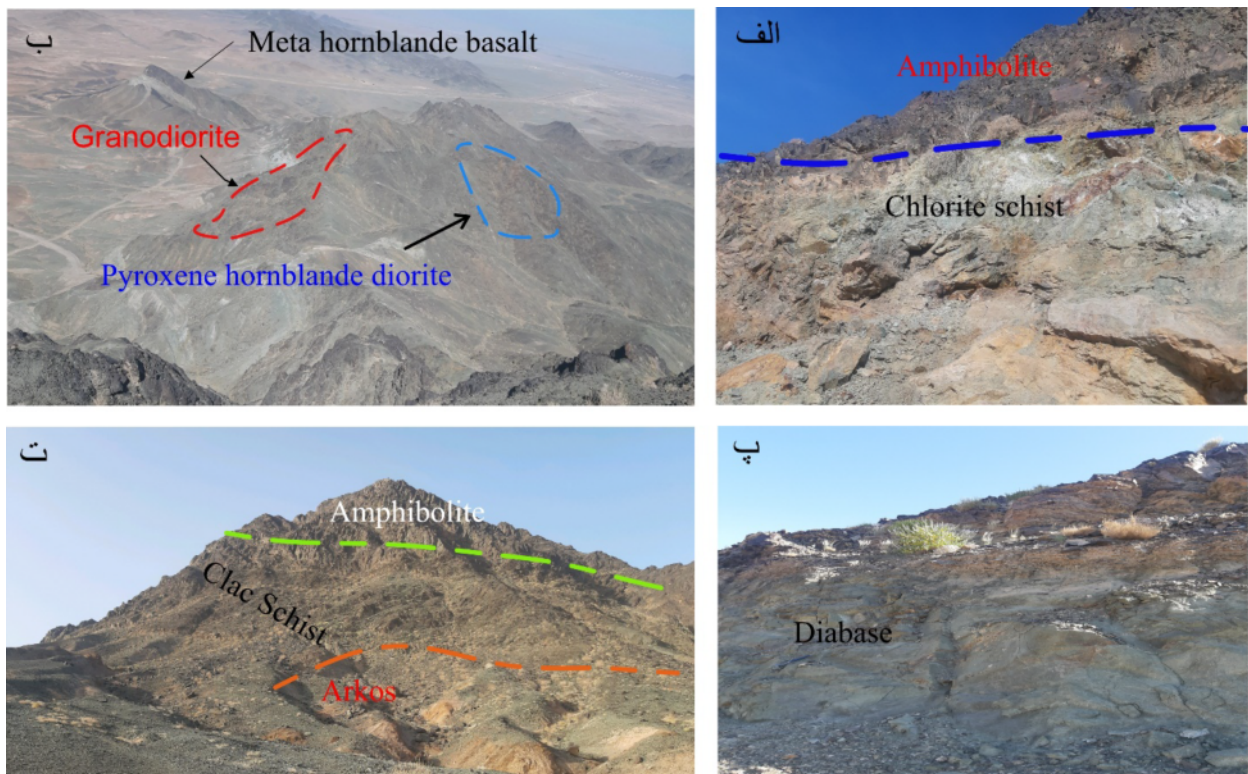 الف
Amphibolite
Chlorite schist
ب
Meta hornblande basalt
Granodiorite
Pyroxene hornblande diorite
پ
Diabase
ت
Amphibolite
Clac Schist
Arkos